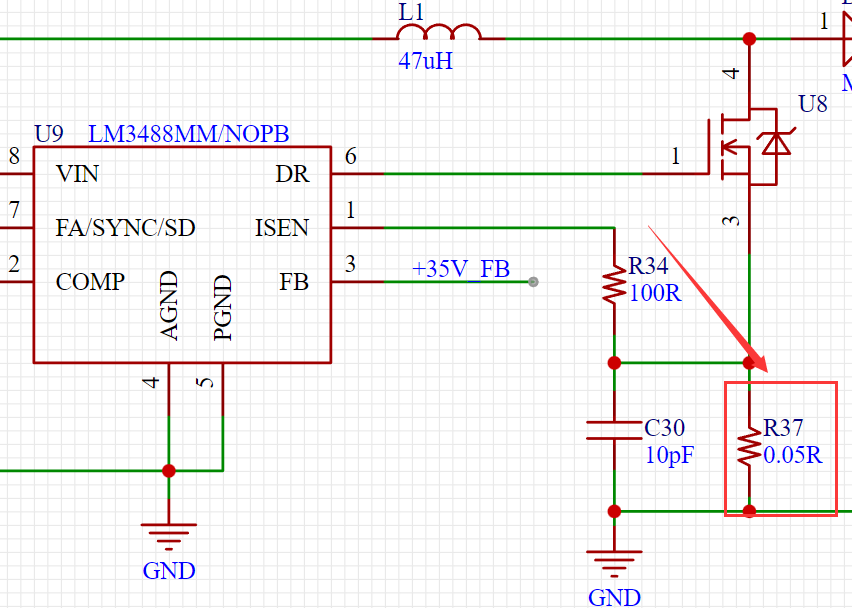 L1
47uH
1
4
U8
U9 LM3488MM/NOPB
8 VIN DR 6
1
7 FA/SYNC/SD ISEN 1
3
2 COMP FB 3
+35V_FB
AGND
PGND
R34
100R
4
5
C30
10pF
R37
0.05R
GND
GND